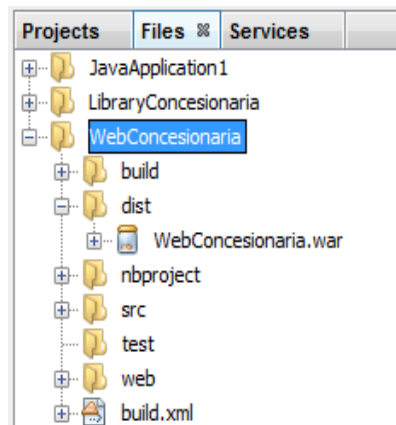 Projects Files Services
JavaApplication1
LibraryConcesionaria
WebConcesionaria
build
dist
WebConcesionaria.war
nbproject
src
test
web
build.xml